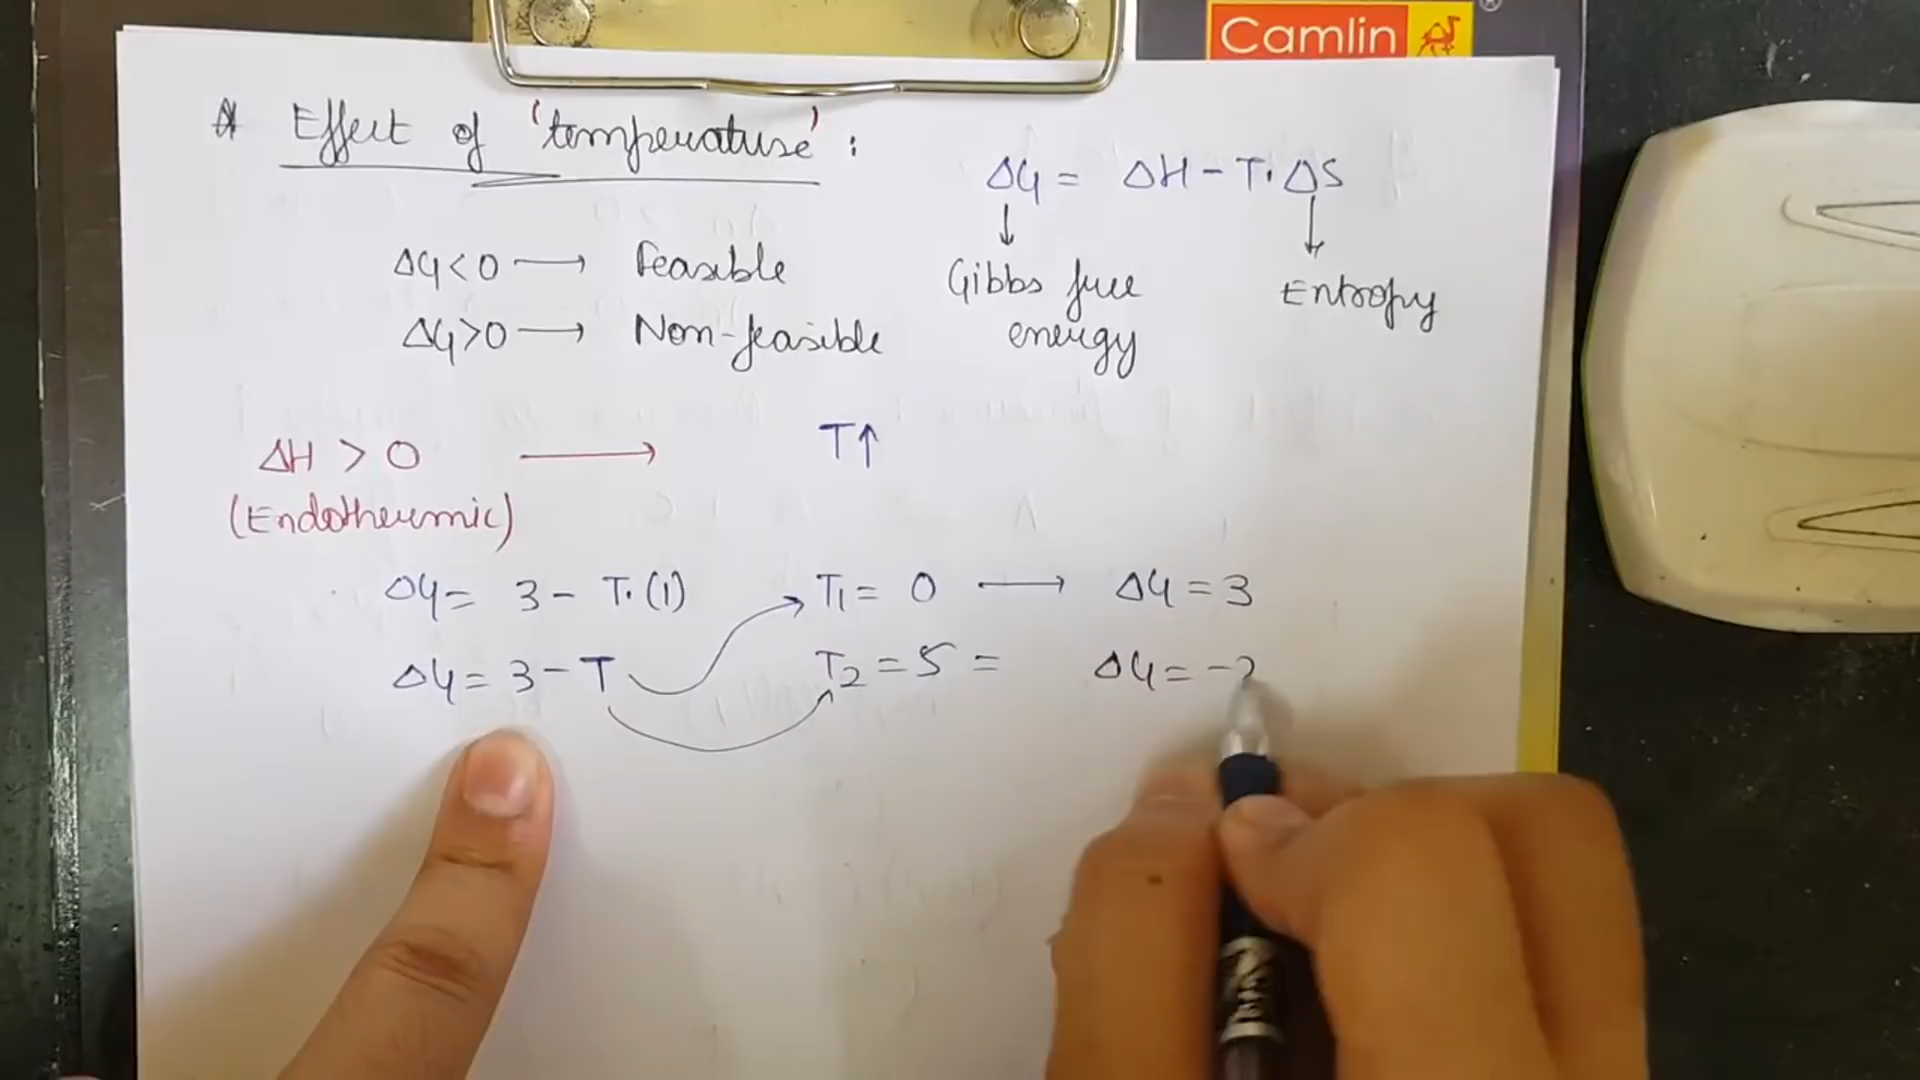 Camlin ®
* Effect of 'temperature' :
ΔG = ΔH - T. ΔS
↓ ↓
ΔG < 0 → Feasible
Gibbs free energy
Entropy
ΔG > 0 → Non-feasible
ΔH > 0 → T↑
(Endothermic)
ΔG = 3 - T. (1)
T1 = 0 → ΔG = 3
ΔG = 3 - T
T2 = 5 = ΔG = -2